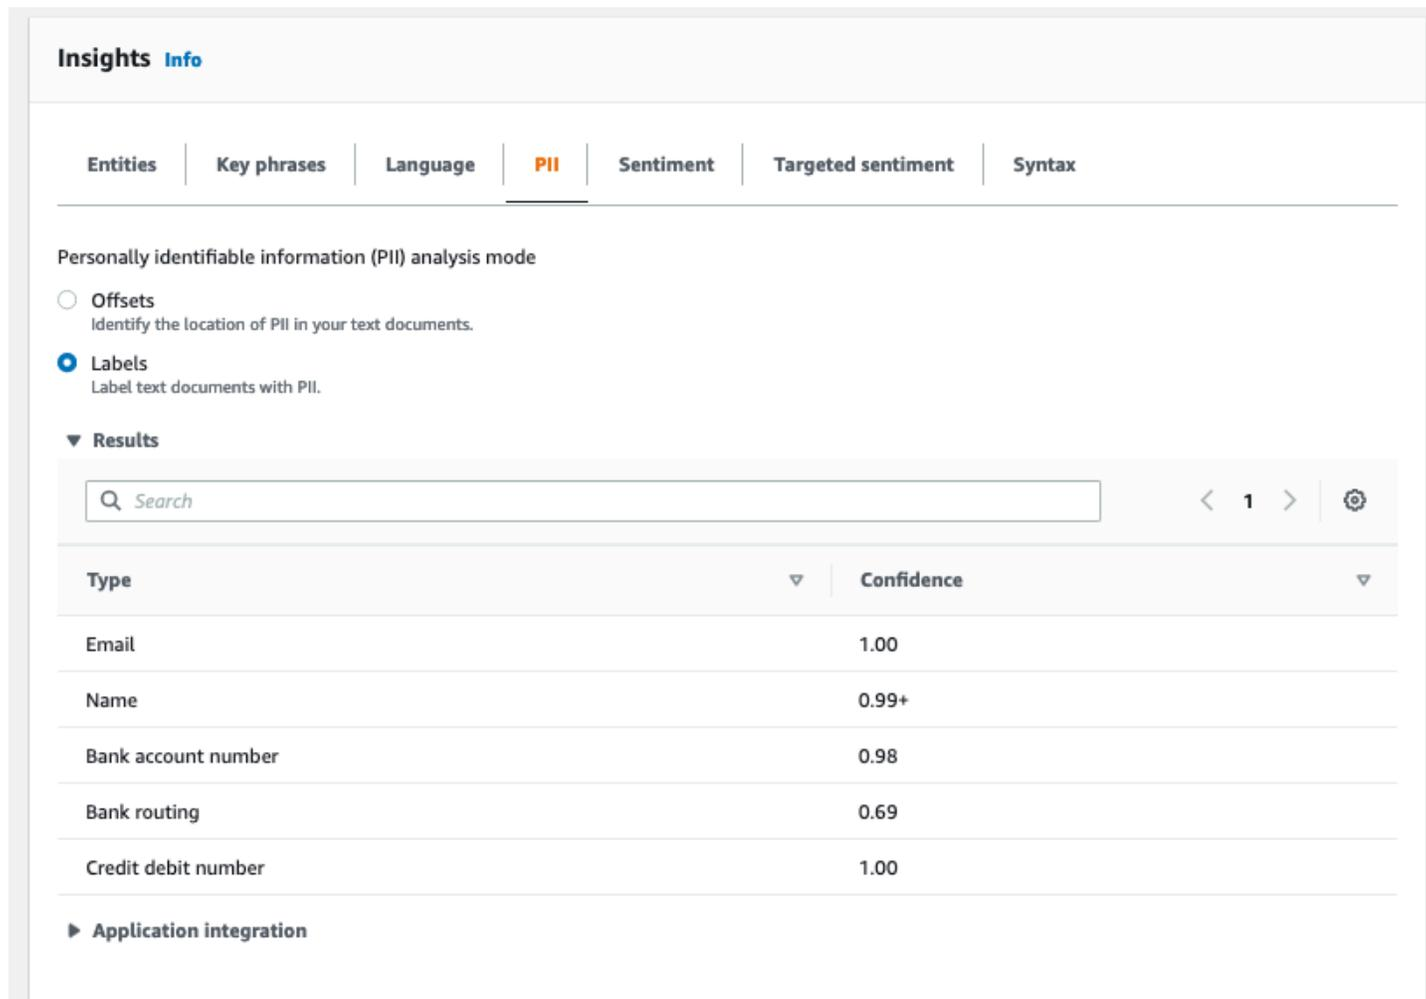 Insights Info
Entities Key phrases Language PII Sentiment Targeted sentiment Syntax
Personally identifiable information (PII) analysis mode
Offsets
Identify the location of PII in your text documents.
Labels
Label text documents with PII.
Results
Search 1
Type Confidence
Email 1.00
Name 0.99+
Bank account number 0.98
Bank routing 0.69
Credit debit number 1.00
Application integration